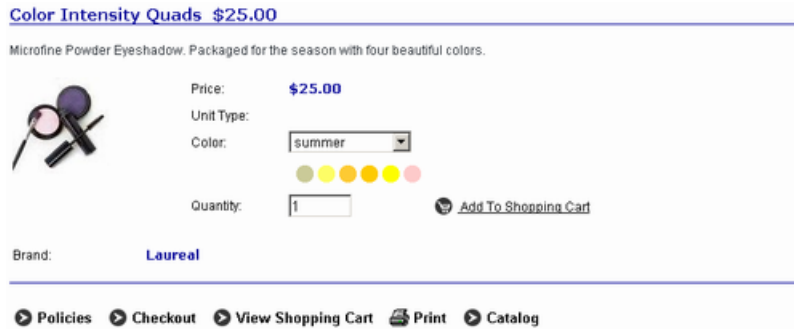 Color Intensity Quads $25.00
Microfine Powder Eyeshadow. Packaged for the season with four beautiful colors.
Price: $25.00
Unit Type:
Color: summer
Quantity: 1 Add To Shopping Cart
Brand: Laureal
Policies Checkout View Shopping Cart Print Catalog